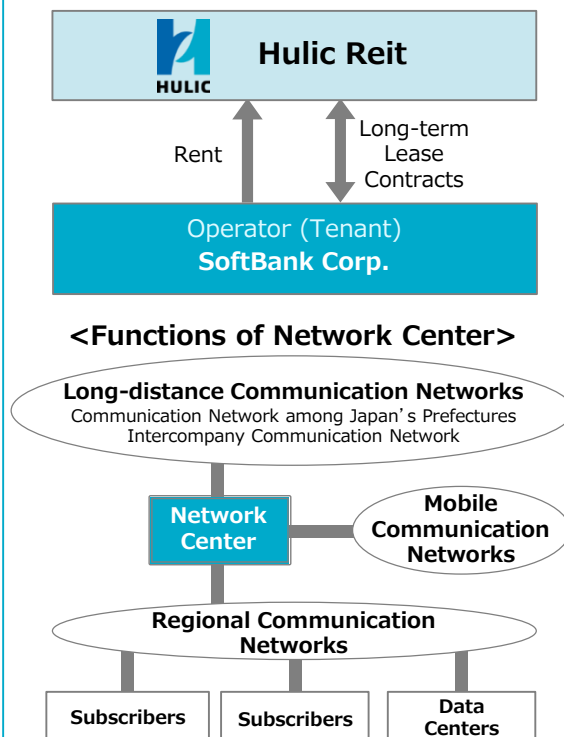 HULIC
Hulic Reit
Rent
Long-term
Lease
Contracts
Operator (Tenant)
SoftBank Corp.
<Functions of Network Center>
Long-distance Communication Networks
Communication Network among Japan's Prefectures
Intercompany Communication Network
Network
Center
Mobile
Communication
Networks
Regional Communication
Networks
Subscribers
Subscribers
Data
Centers